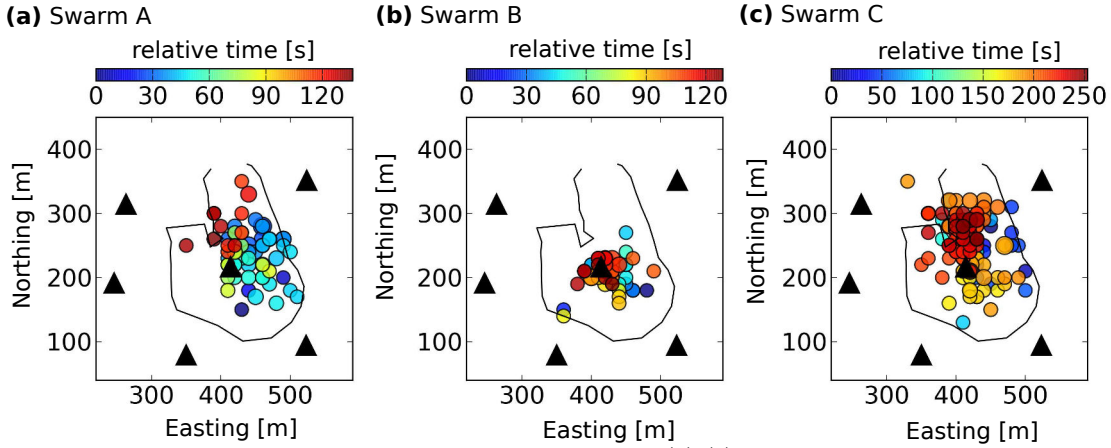 (a) Swarm A
(b) Swarm B
(c) Swarm C
relative time [s]
relative time [s]
relative time [s]
0 30 60 90 120
0 30 60 90 120
0 50 100 150 200 250
400
300
200
100
Northing [m]
400
300
200
100
Northing [m]
400
300
200
100
Northing [m]
300 400 500
300 400 500
300 400 500
Easting [m]
Easting [m]
Easting [m]